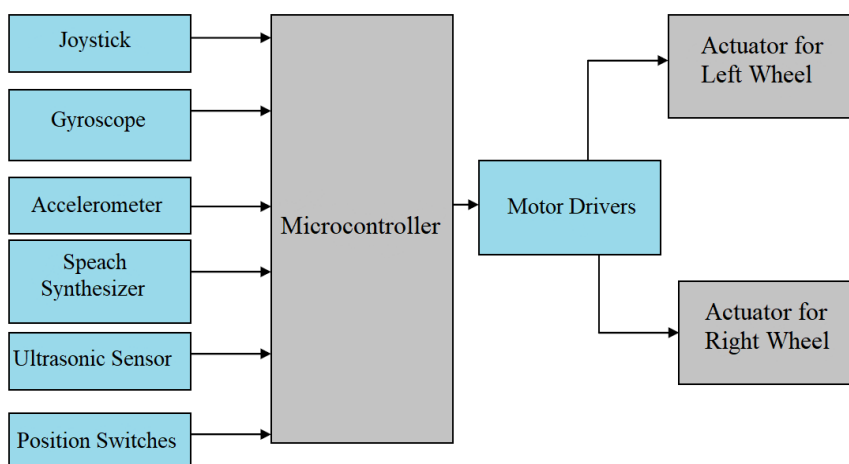 Joystick
Gyroscope
Accelerometer
Speach
Synthesizer
Ultrasonic Sensor
Position Switches
Microcontroller
Motor Drivers
Actuator for
Left Wheel
Actuator for
Right Wheel